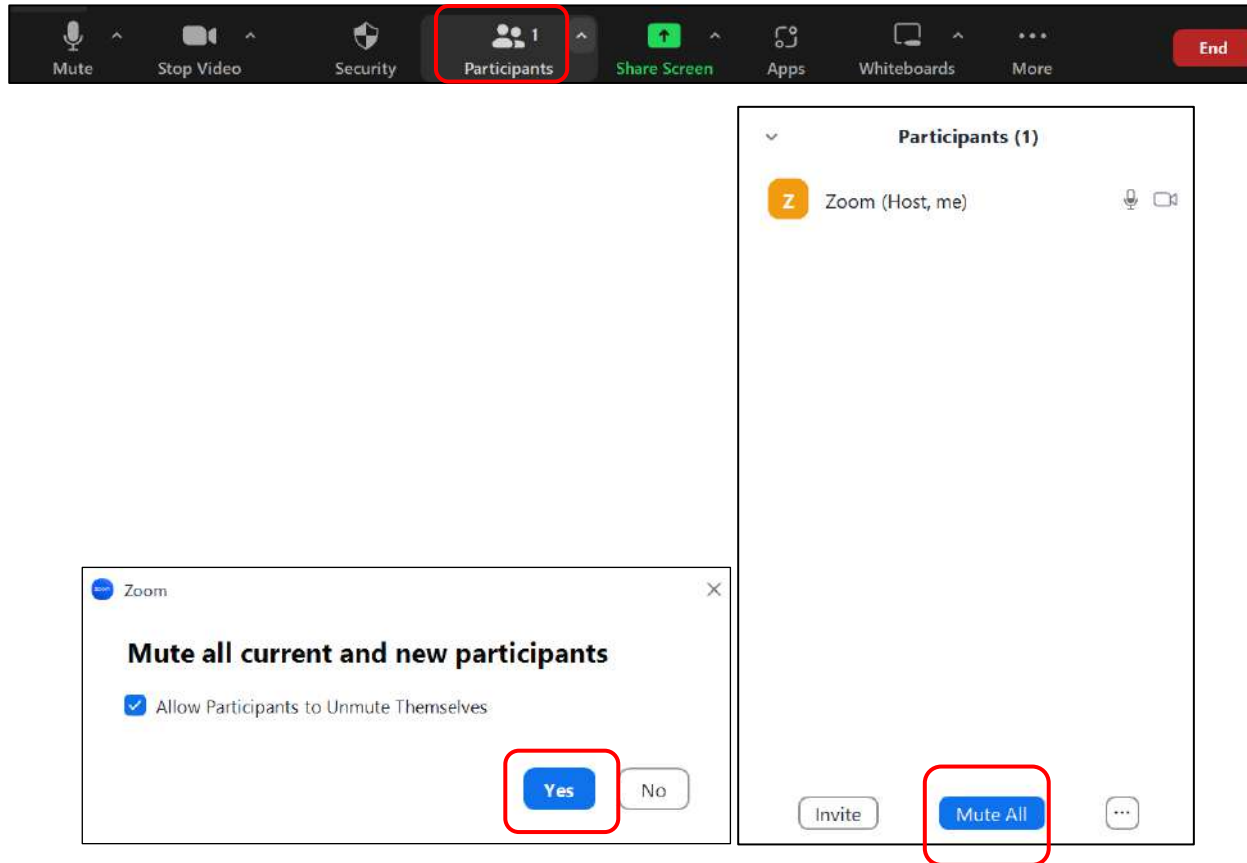 1
Mute Stop Video Security Participants Share Screen Apps Whiteboards More End
Participants (1)
Z Zoom (Host, me)
zoom Zoom
Mute all current and new participants
Allow Participants to Unmute Themselves
Yes No
Invite Mute All